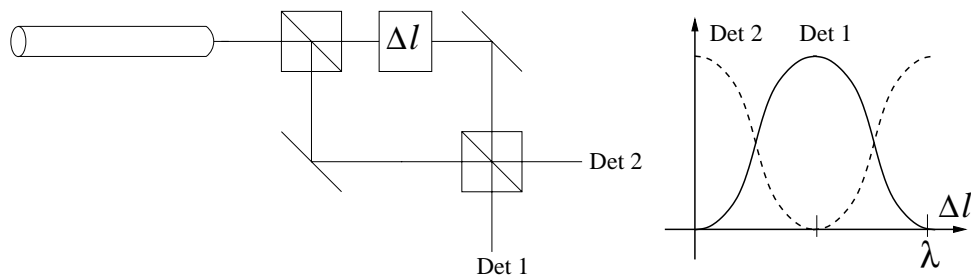 Δl
Det 2
Det 1
Det 2 Det 1
Δl
λ